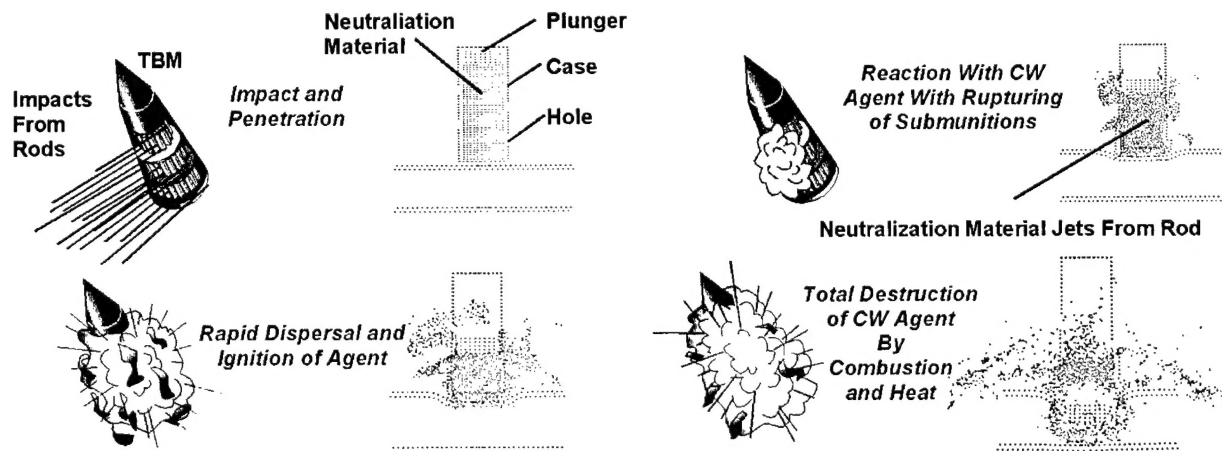 TBM
Impacts
From
Rods
Impact and
Penetration
Neutraliation
Material
Plunger
Case
Hole
Reaction With CW
Agent With Rupturing
of Submunitions
Neutralization Material Jets From Rod
Rapid Dispersal and
Ignition of Agent
Total Destruction
of CW Agent
By
Combustion
and Heat